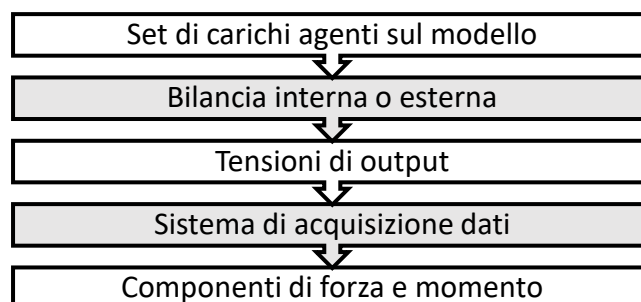 Set di carichi agenti sul modello
Bilancia interna o esterna
Tensioni di output
Sistema di acquisizione dati
Componenti di forza e momento